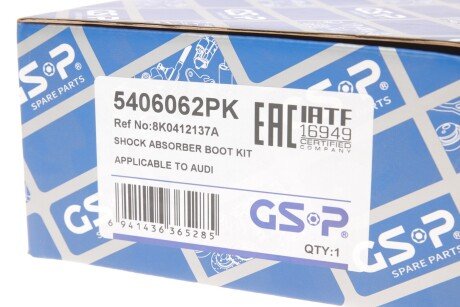 GSP
SPARE PARTS
GSP
SPARE PARTS
5406062PK
Ref No:8K0412137A
SHOCK ABSORBER BOOT KIT
APPLICABLE TO AUDI
EAC
IATF
16949
CERTIFIED
COMPANY
6 941436 365285
GSP
QTY:1